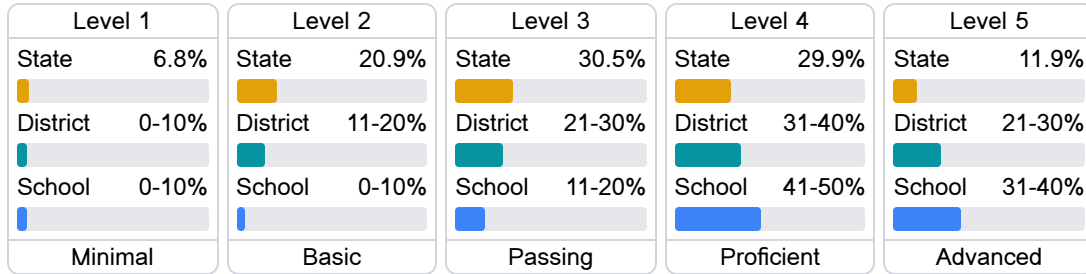 Level 1
State 6.8%
District 0-10%
School 0-10%
Minimal
Level 2
State 20.9%
District 11-20%
School 0-10%
Basic
Level 3
State 30.5%
District 21-30%
School 11-20%
Passing
Level 4
State 29.9%
District 31-40%
School 41-50%
Proficient
Level 5
State 11.9%
District 21-30%
School 31-40%
Advanced